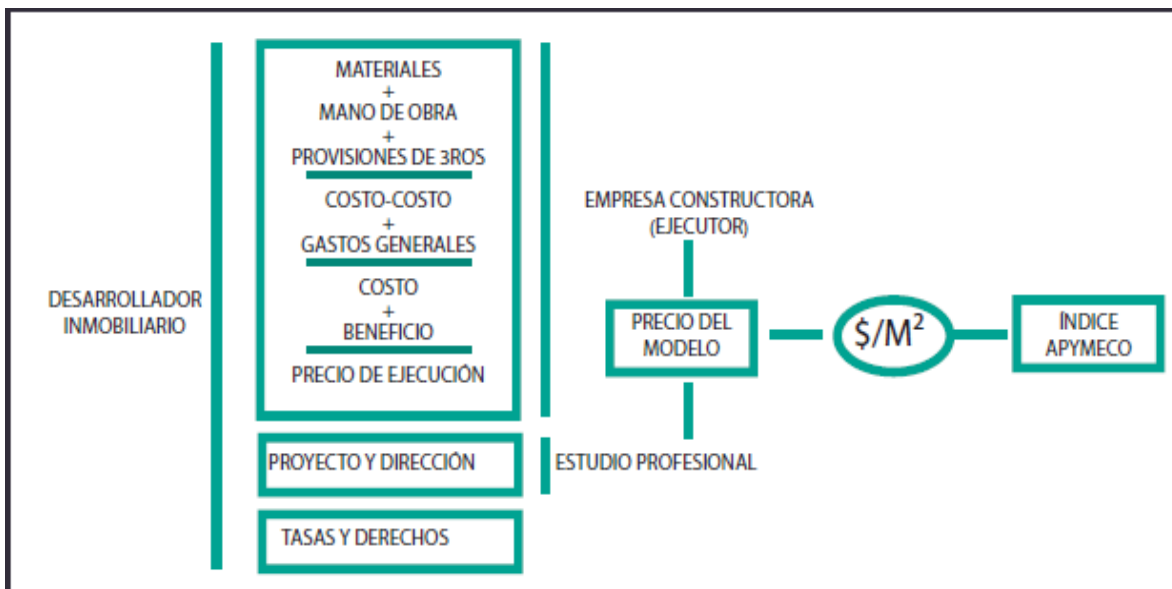 DESARROLLADOR
INMOBILIARIO
MATERIALES
+
MANO DE OBRA
+
PROVISIONES DE 3ROS
COSTO-COSTO
+
GASTOS GENERALES
COSTO
+
BENEFICIO
PRECIO DE EJECUCIÓN
PROYECTO Y DIRECCIÓN
TASAS Y DERECHOS
EMPRESA CONSTRUCTORA
(EJECUTOR)
PRECIO DEL
MODELO
ESTUDIO PROFESIONAL
$/M²
ÍNDICE
APYMECO